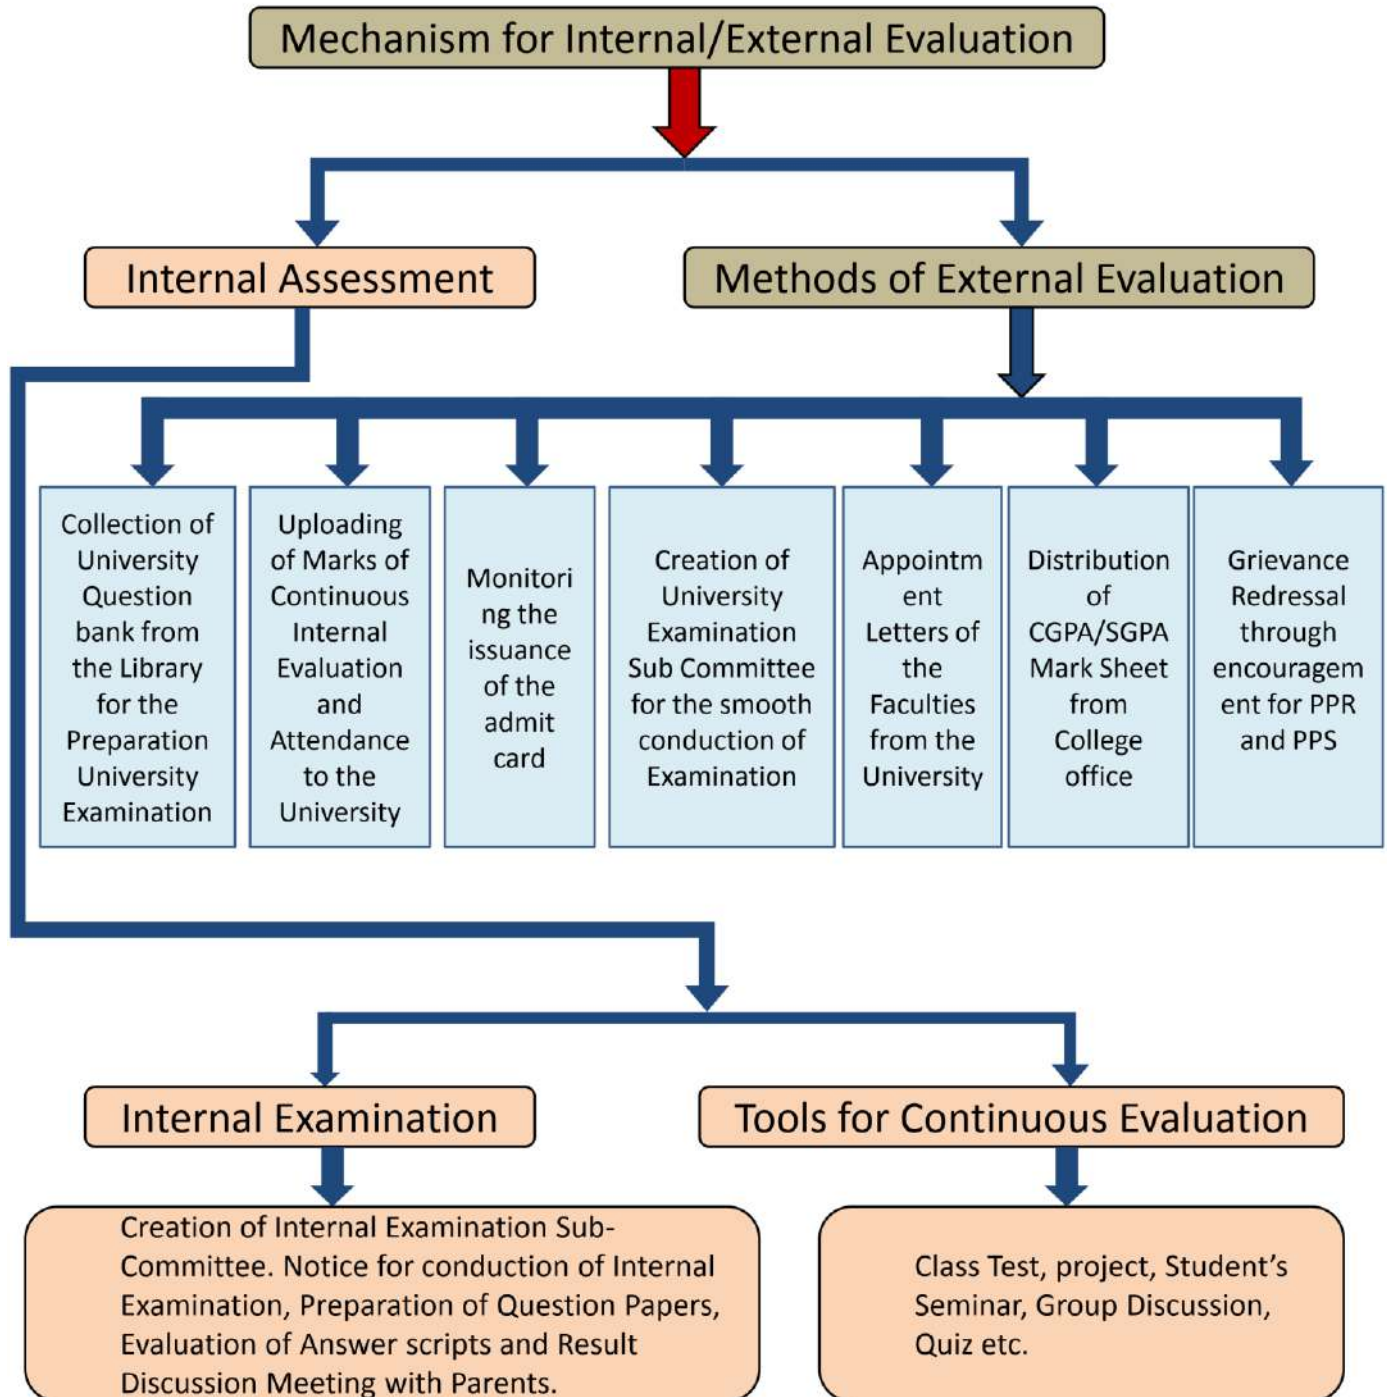 Mechanism for Internal/External Evaluation
Internal Assessment
Methods of External Evaluation
Collection of
University
Question
bank from
the Library
for the
Preparation
University
Examination
Uploading
of Marks of
Continuous
Internal
Evaluation
and
Attendance
to the
University
Monitori
ng the
issuance
of the
admit
card
Creation of
University
Examination
Sub Committee
for the smooth
conduction of
Examination
Appointm
ent
Letters of
the
Faculties
from the
University
Distribution
of
CGPA/SGPA
Mark Sheet
from
College
office
Grievance
Redressal
through
encouragem
ent for PPR
and PPS
Internal Examination
Tools for Continuous Evaluation
Creation of Internal Examination Sub-
Committee. Notice for conduction of Internal
Examination, Preparation of Question Papers,
Evaluation of Answer scripts and Result
Discussion Meeting with Parents.
Class Test, project, Student’s
Seminar, Group Discussion,
Quiz etc.